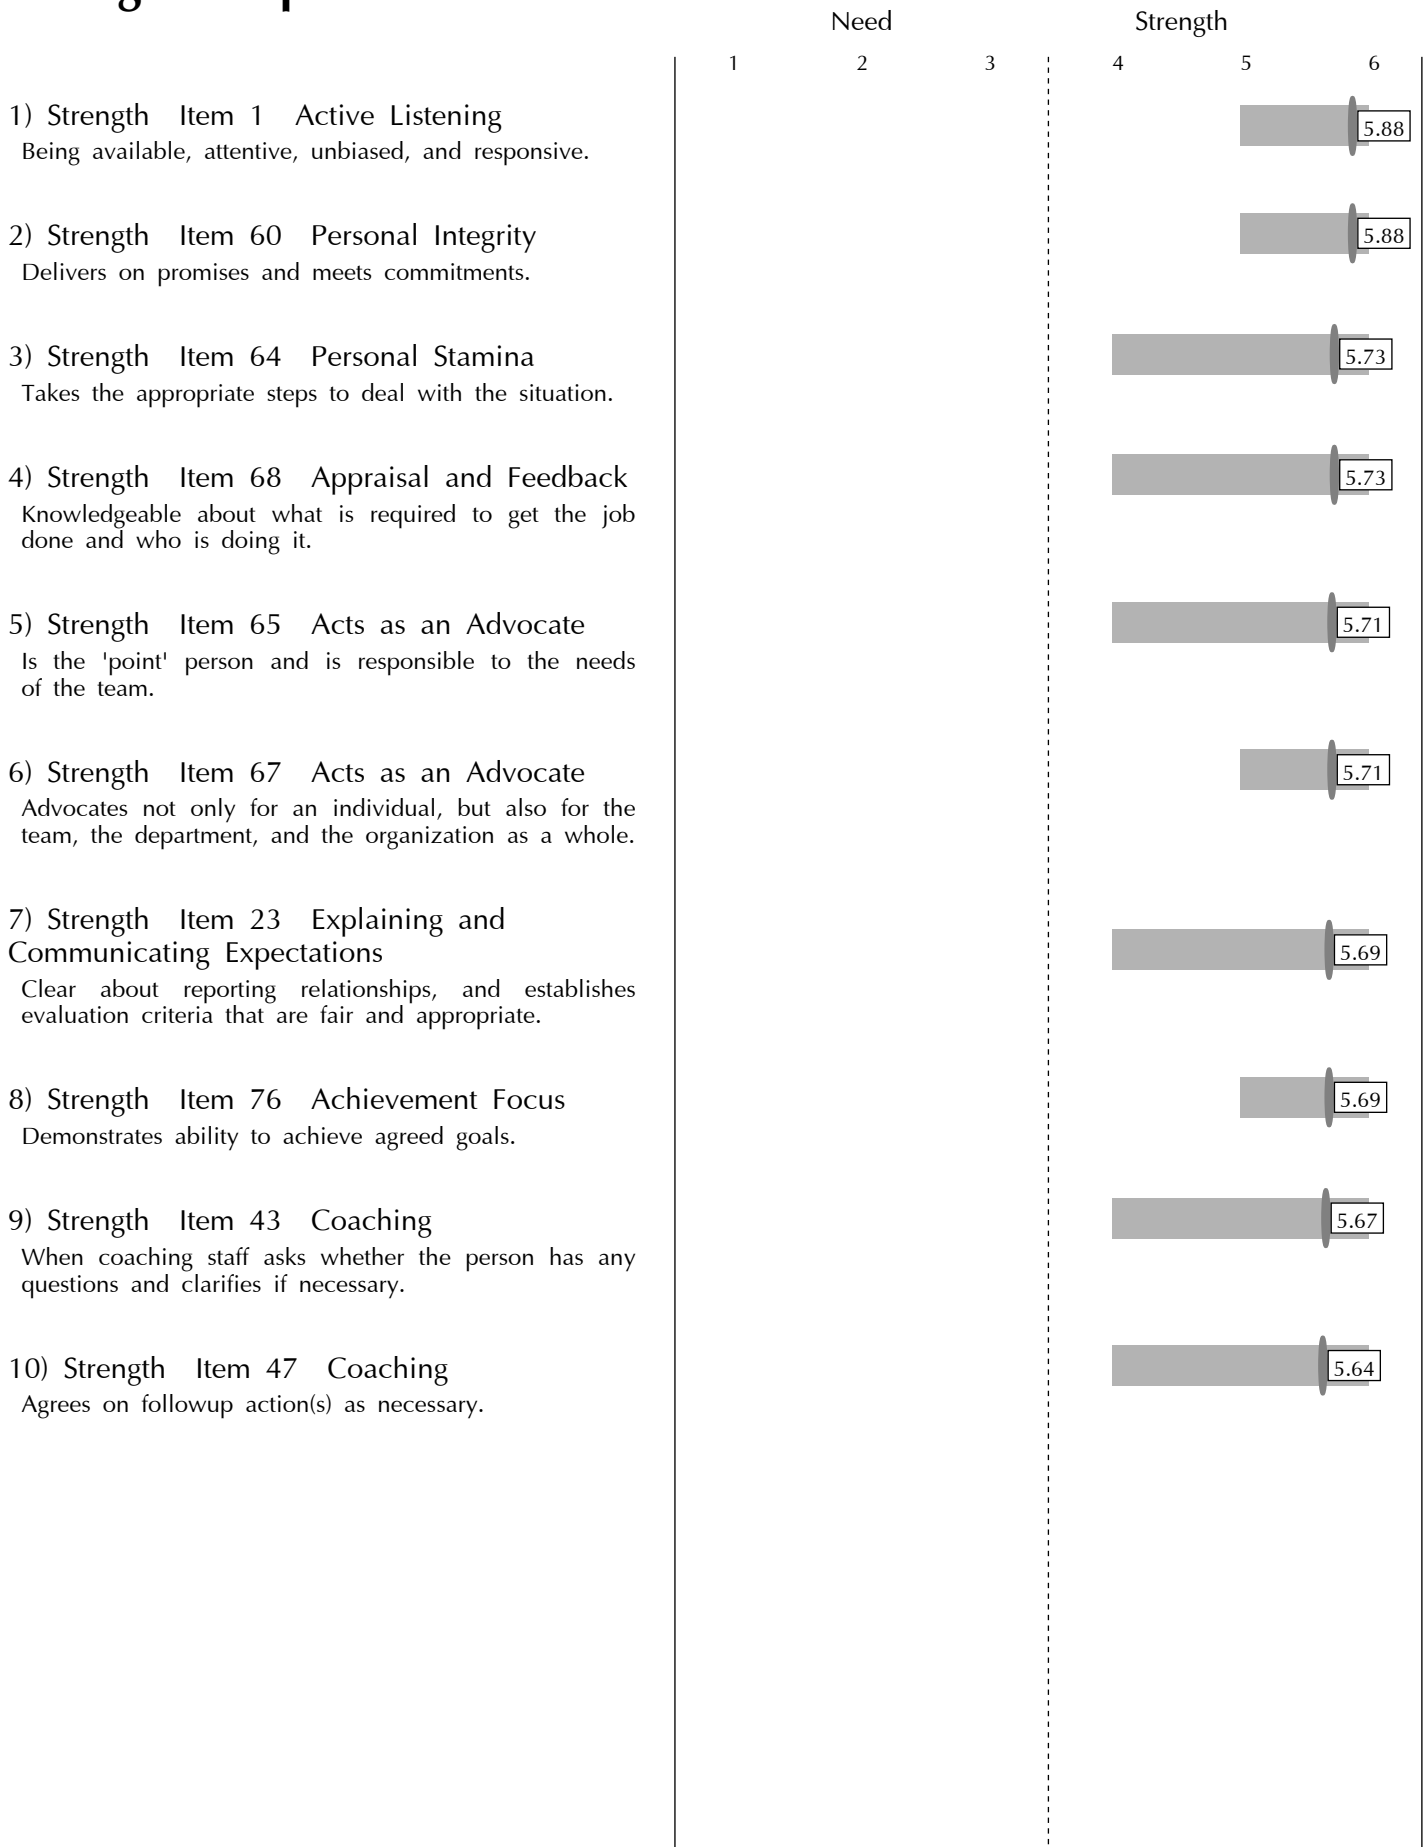 Need Strength
1 2 3 4 5 6
1) Strength Item 1 Active Listening
Being available, attentive, unbiased, and responsive.
5.88
2) Strength Item 60 Personal Integrity
Delivers on promises and meets commitments.
5.88
3) Strength Item 64 Personal Stamina
Takes the appropriate steps to deal with the situation.
5.73
4) Strength Item 68 Appraisal and Feedback
Knowledgeable about what is required to get the job
done and who is doing it.
5.73
5) Strength Item 65 Acts as an Advocate
Is the 'point' person and is responsible to the needs
of the team.
5.71
6) Strength Item 67 Acts as an Advocate
Advocates not only for an individual, but also for the
team, the department, and the organization as a whole.
5.71
7) Strength Item 23 Explaining and
Communicating Expectations
Clear about reporting relationships, and establishes
evaluation criteria that are fair and appropriate.
5.69
8) Strength Item 76 Achievement Focus
Demonstrates ability to achieve agreed goals.
5.69
9) Strength Item 43 Coaching
When coaching staff asks whether the person has any
questions and clarifies if necessary.
5.67
10) Strength Item 47 Coaching
Agrees on followup action(s) as necessary.
5.64